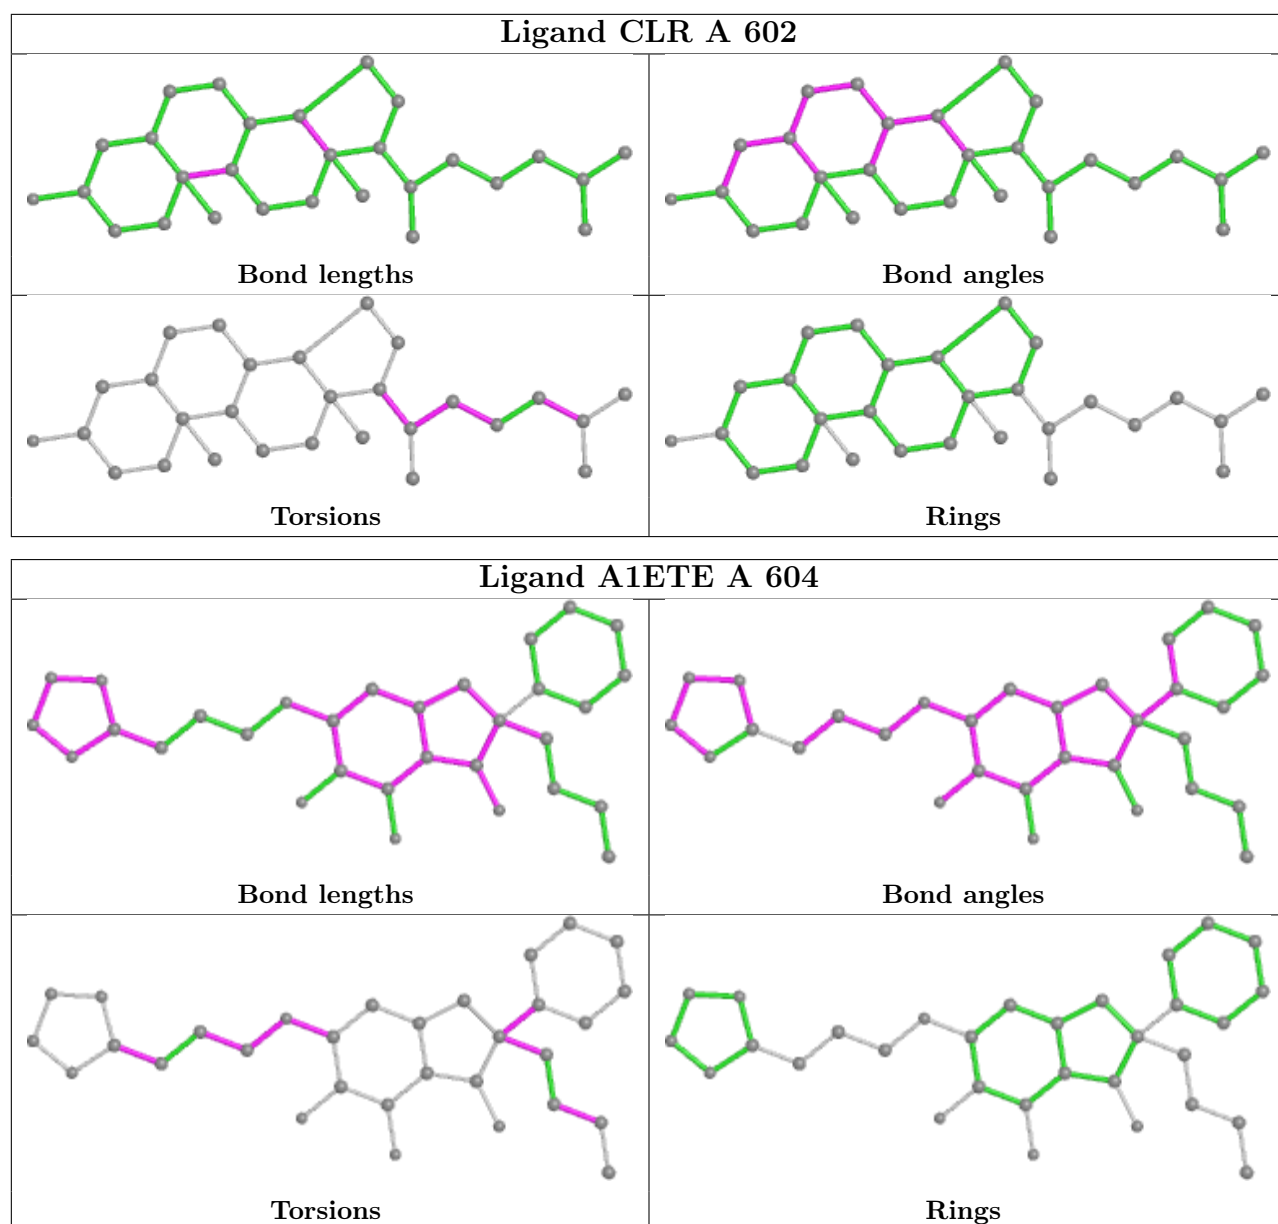 Ligand CLR A 602
Bond lengths
Bond angles
Torsions
Rings
Ligand A1ETE A 604
Bond lengths
Bond angles
Torsions
Rings